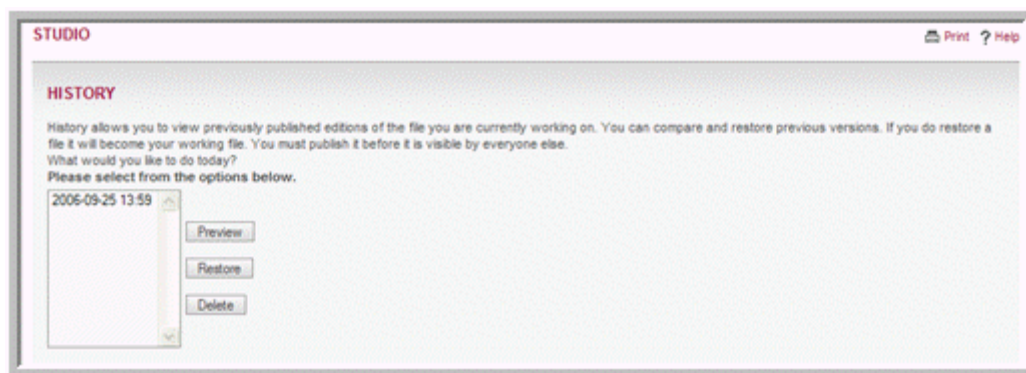 STUDIO
Print ? Help
HISTORY
History allows you to view previously published editions of the file you are currently working on. You can compare and restore previous versions. If you do restore a
file it will become your working file. You must publish it before it is visible by everyone else.
What would you like to do today?
Please select from the options below.
2006-09-25 13:59
Preview
Restore
Delete